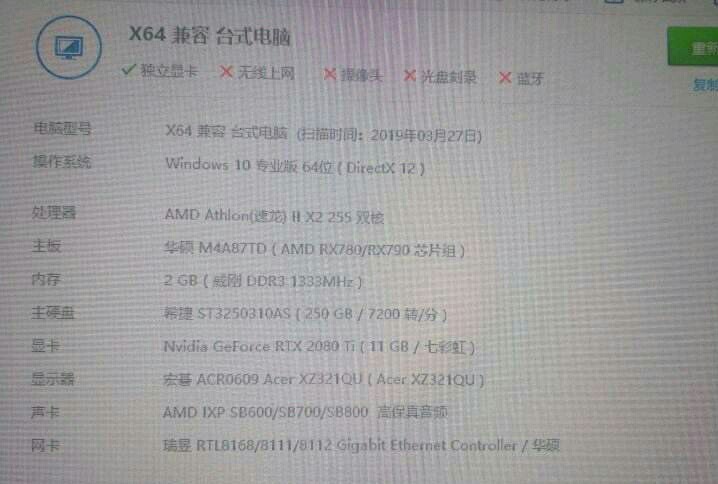 X64 兼容 台式电脑
重新
独立显卡 无线上网 摄像头 光盘刻录 蓝牙
复制
电脑型号 X64 兼容 台式电脑 (扫描时间：2019年03月27日)
操作系统 Windows 10 专业版 64位 ( DirectX 12 )
处理器 AMD Athlon(速龙) II X2 255 双核
主板 华硕 M4A87TD ( AMD RX780/RX790 芯片组 )
内存 2 GB ( 威刚 DDR3 1333MHz )
主硬盘 希捷 ST3250310AS ( 250 GB / 7200 转/分 )
显卡 Nvidia GeForce RTX 2080 Ti ( 11 GB / 七彩虹 )
显示器 宏碁 ACR0609 Acer XZ321QU ( Acer XZ321QU )
声卡 AMD IXP SB600/SB700/SB800 高保真音频
网卡 瑞昱 RTL8168/8111/8112 Gigabit Ethernet Controller / 华硕